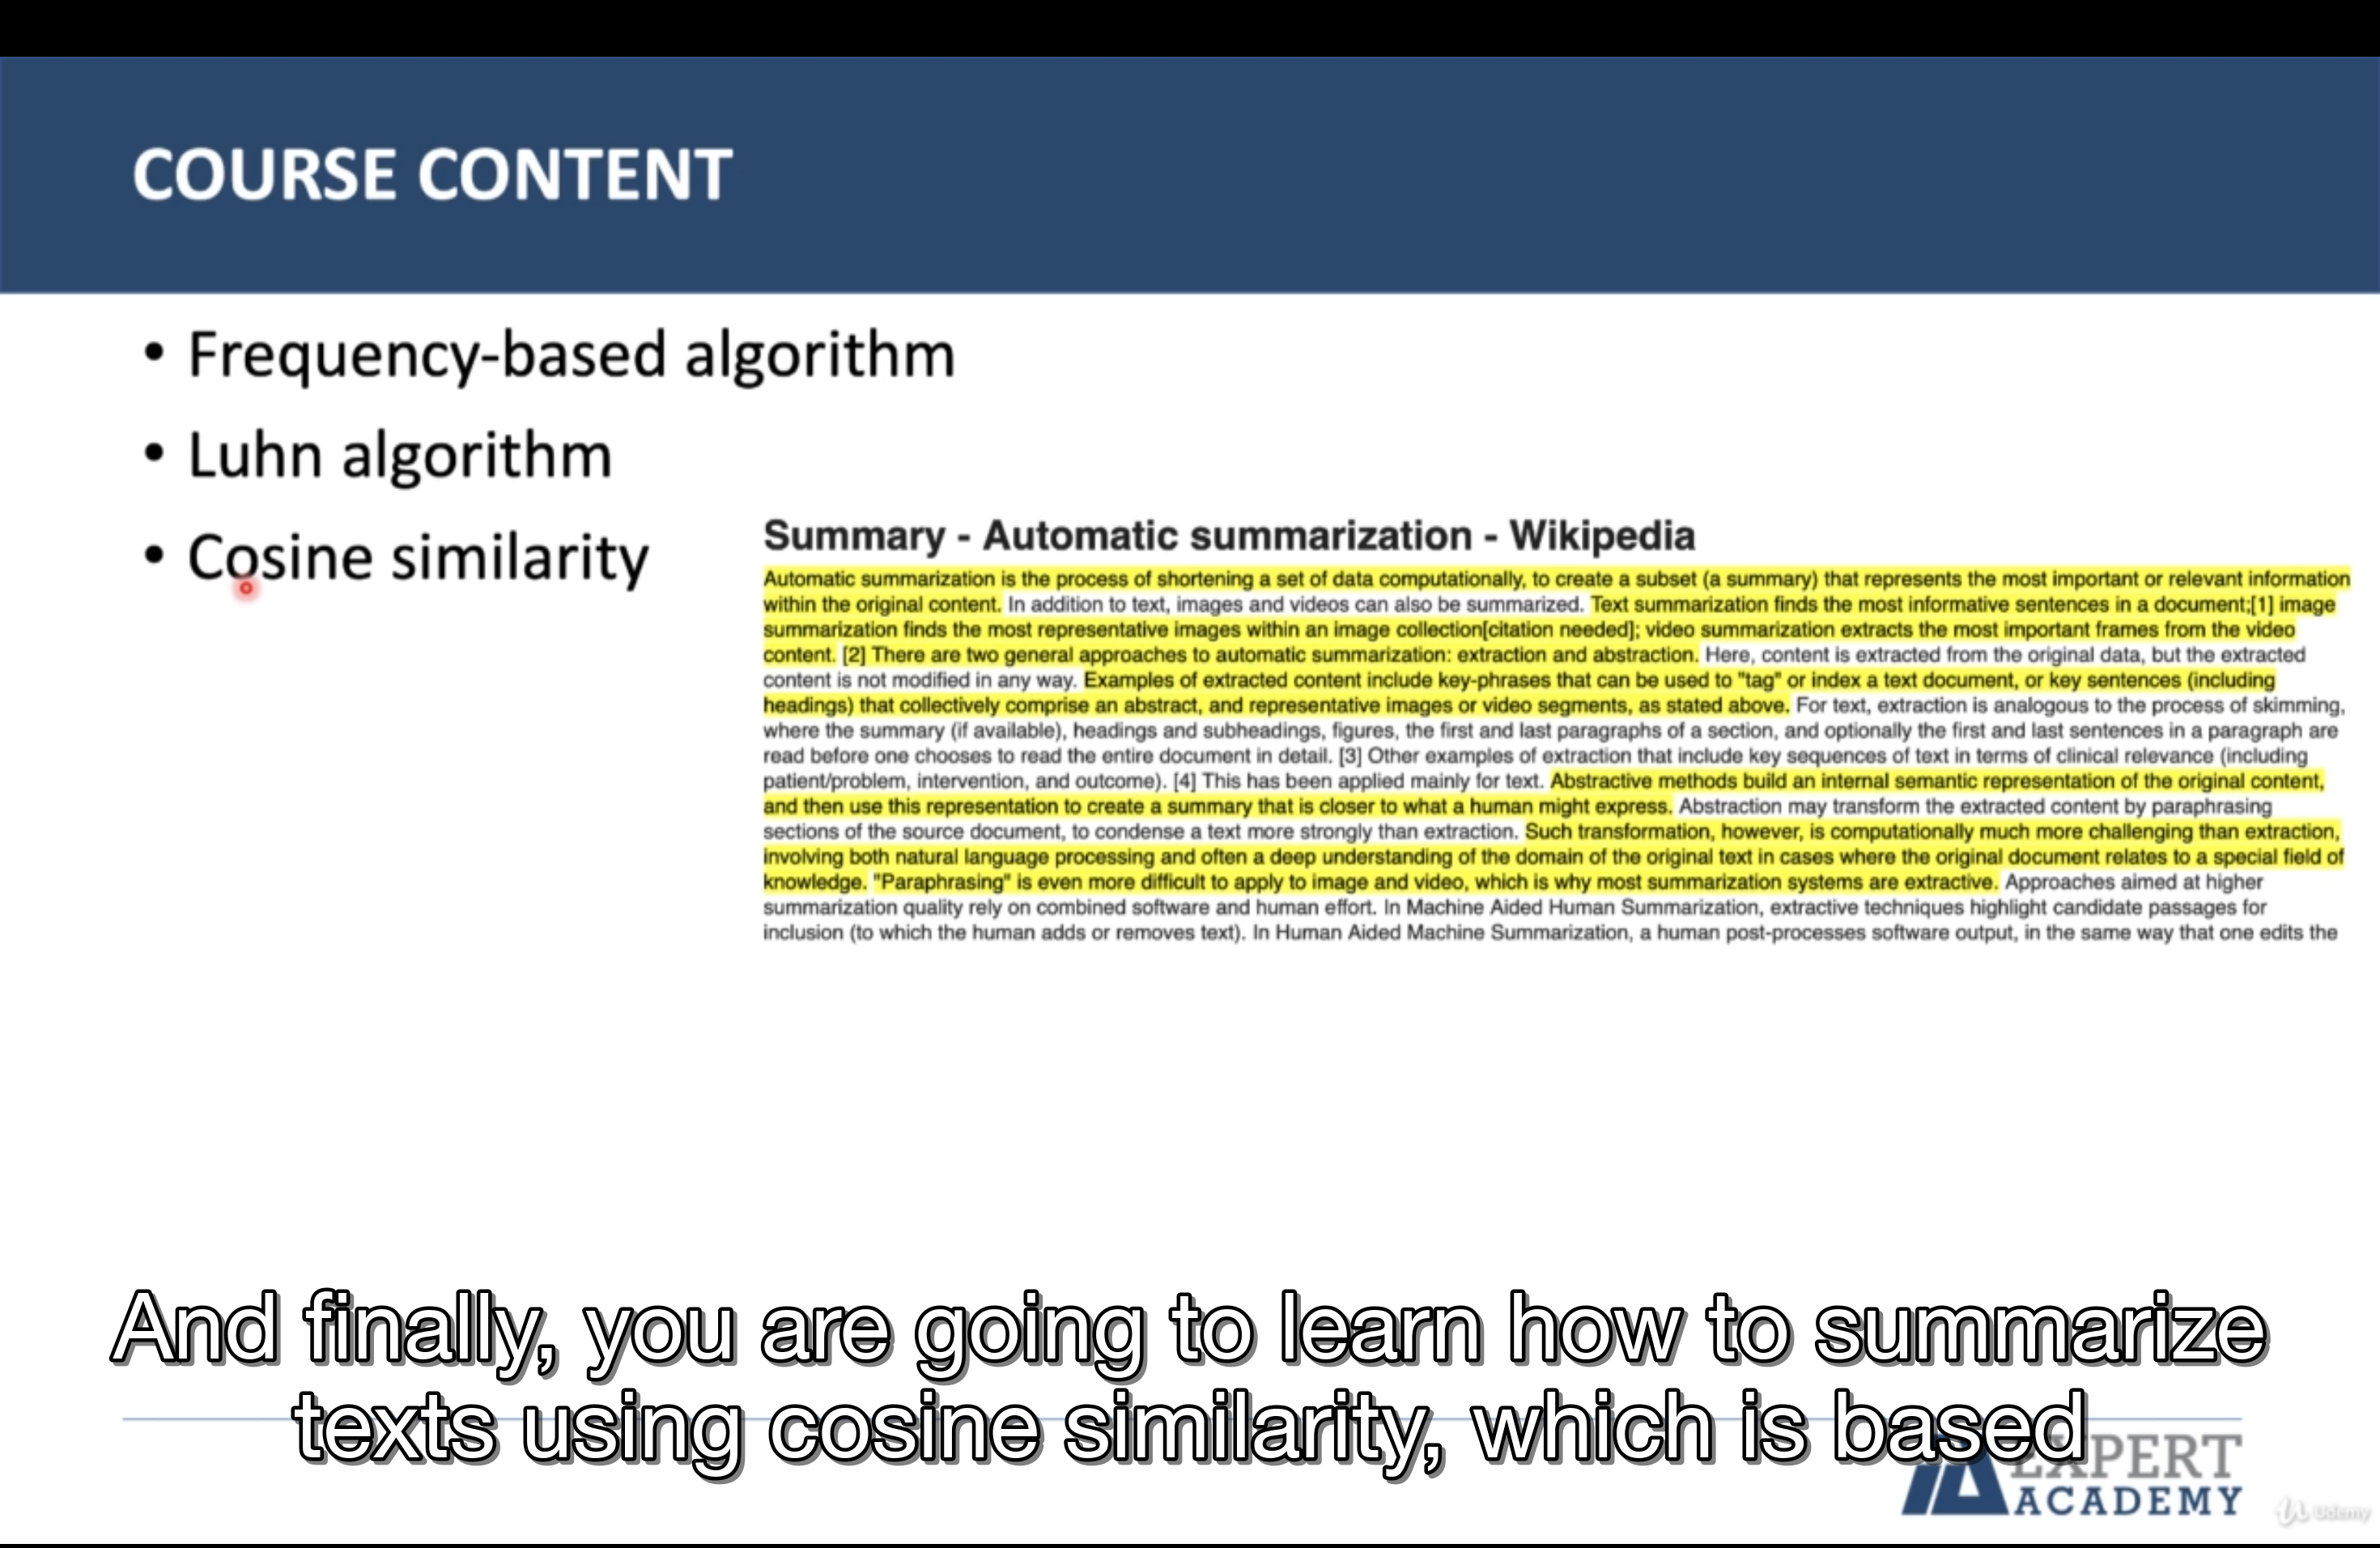 COURSE CONTENT
• Frequency-based algorithm
• Luhn algorithm
• Cosine similarity
Summary - Automatic summarization - Wikipedia
Automatic summarization is the process of shortening a set of data computationally, to create a subset (a summary) that represents the most important or relevant information
within the original content. In addition to text, images and videos can also be summarized. Text summarization finds the most informative sentences in a document;[1] image
summarization finds the most representative images within an image collection[citation needed]; video summarization extracts the most important frames from the video
content. [2] There are two general approaches to automatic summarization: extraction and abstraction. Here, content is extracted from the original data, but the extracted
content is not modified in any way. Examples of extracted content include key-phrases that can be used to "tag" or index a text document, or key sentences (including
headings) that collectively comprise an abstract, and representative images or video segments, as stated above. For text, extraction is analogous to the process of skimming,
where the summary (if available), headings and subheadings, figures, the first and last paragraphs of a section, and optionally the first and last sentences in a paragraph are
read before one chooses to read the entire document in detail. [3] Other examples of extraction that include key sequences of text in terms of clinical relevance (including
patient/problem, intervention, and outcome). [4] This has been applied mainly for text. Abstractive methods build an internal semantic representation of the original content,
and then use this representation to create a summary that is closer to what a human might express. Abstraction may transform the extracted content by paraphrasing
sections of the source document, to condense a text more strongly than extraction. Such transformation, however, is computationally much more challenging than extraction,
involving both natural language processing and often a deep understanding of the domain of the original text in cases where the original document relates to a special field of
knowledge. "Paraphrasing" is even more difficult to apply to image and video, which is why most summarization systems are extractive. Approaches aimed at higher
summarization quality rely on combined software and human effort. In Machine Aided Human Summarization, extractive techniques highlight candidate passages for
inclusion (to which the human adds or removes text). In Human Aided Machine Summarization, a human post-processes software output, in the same way that one edits the
And finally, you are going to learn how to summarize
texts using cosine similarity, which is based
EXPERT
ACADEMY
Udemy